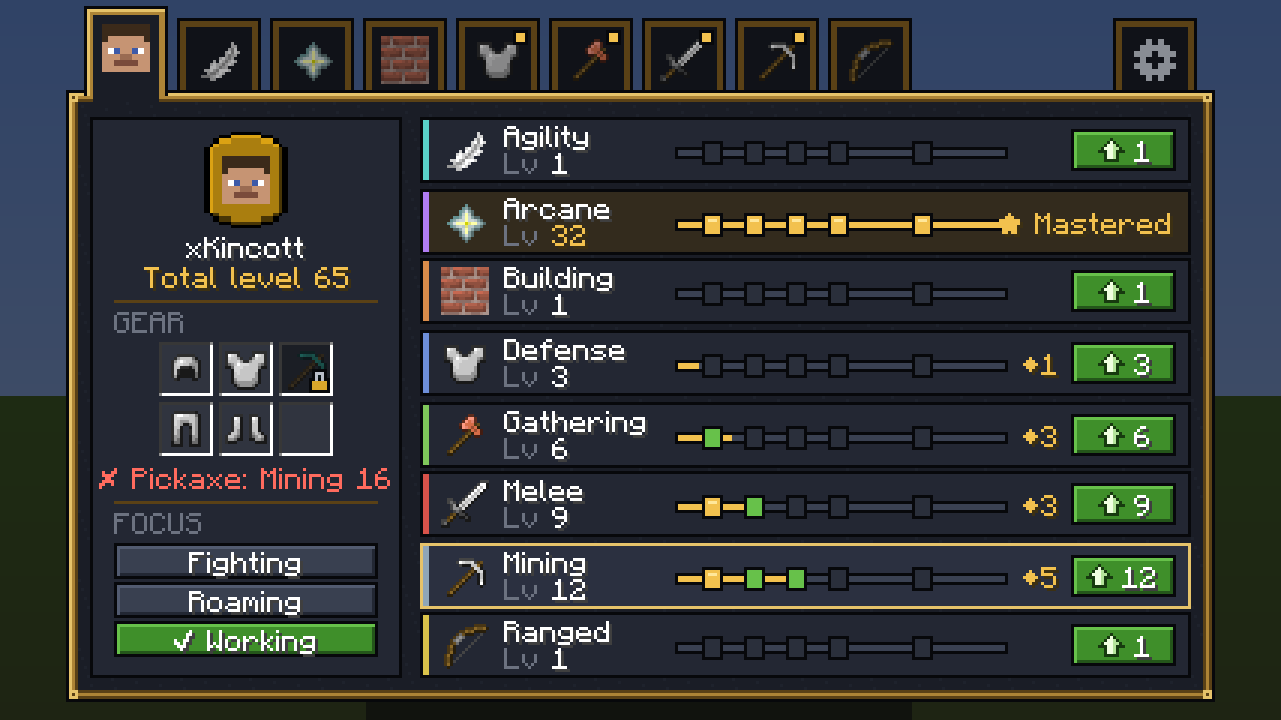 xKincott
Total level 65
GEAR
✘ Pickaxe: Mining 16
FOCUS
Fighting
Roaming
✔ Working
Agility
Lv 1
1
Arcane
Lv 32
Mastered
Building
Lv 1
1
Defense
Lv 3
+1
3
Gathering
Lv 6
+3
6
Melee
Lv 9
+3
9
Mining
Lv 12
+5
12
Ranged
Lv 1
1